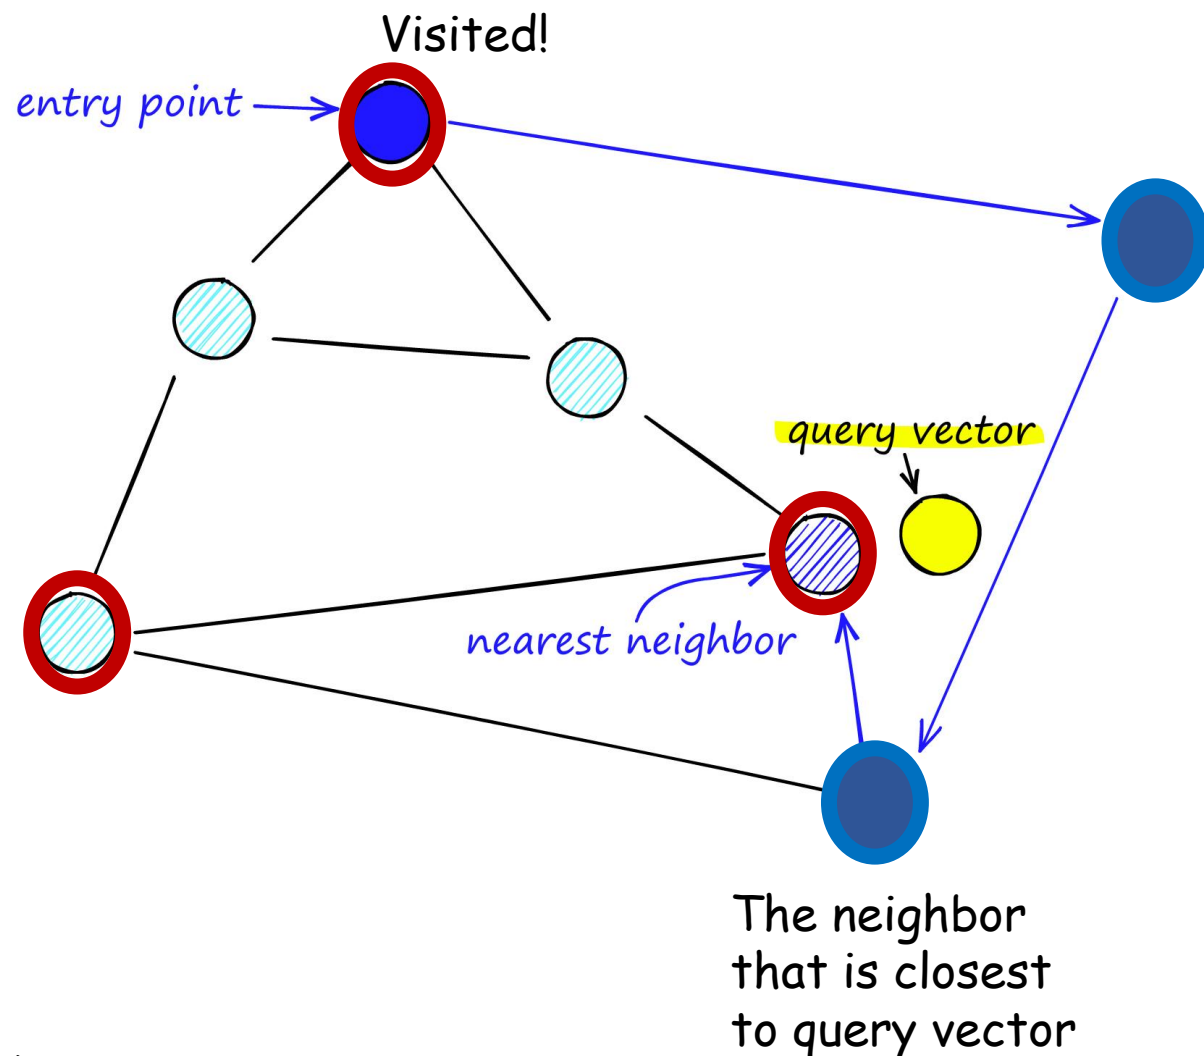 Visited!
entry point
query vector
nearest neighbor
The neighbor
that is closest
to query vector